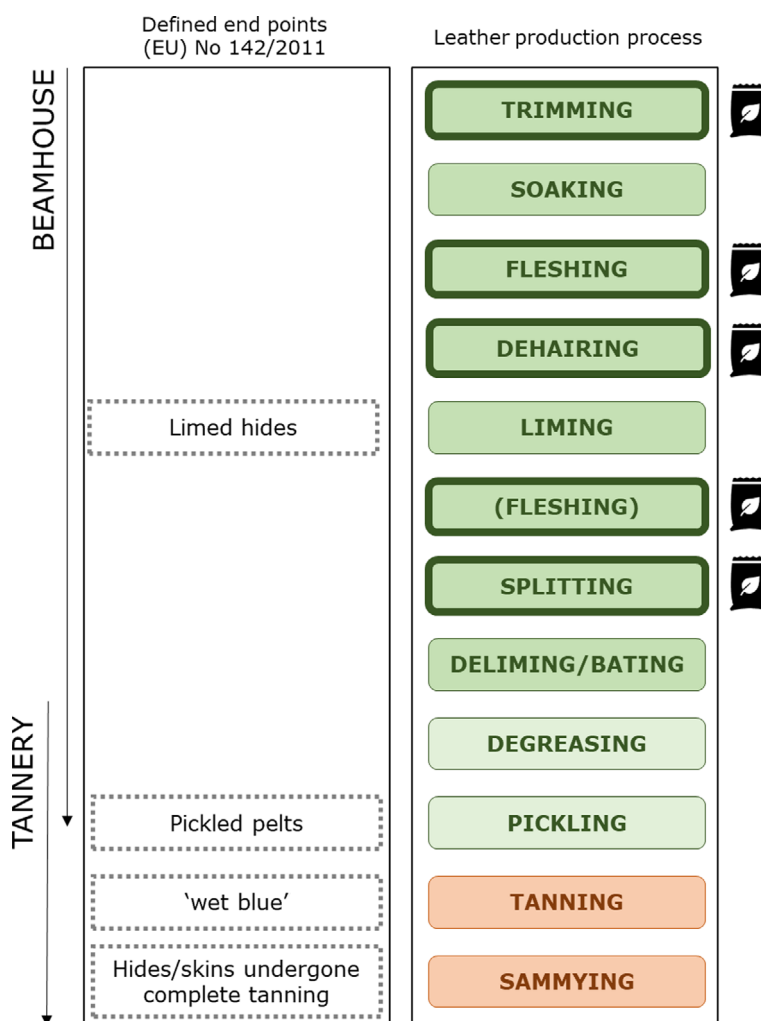 Defined end points
(EU) No 142/2011
Leather production process
BEAMHOUSE
TRIMMING
SOAKING
FLESHING
DEHAIRING
Limed hides
LIMING
(FLESHING)
SPLITTING
DELIMING/BATING
TANNERY
DEGREASING
Pickled pelts
PICKLING
‘wet blue’
TANNING
Hides/skins undergone
complete tanning
SAMMYING